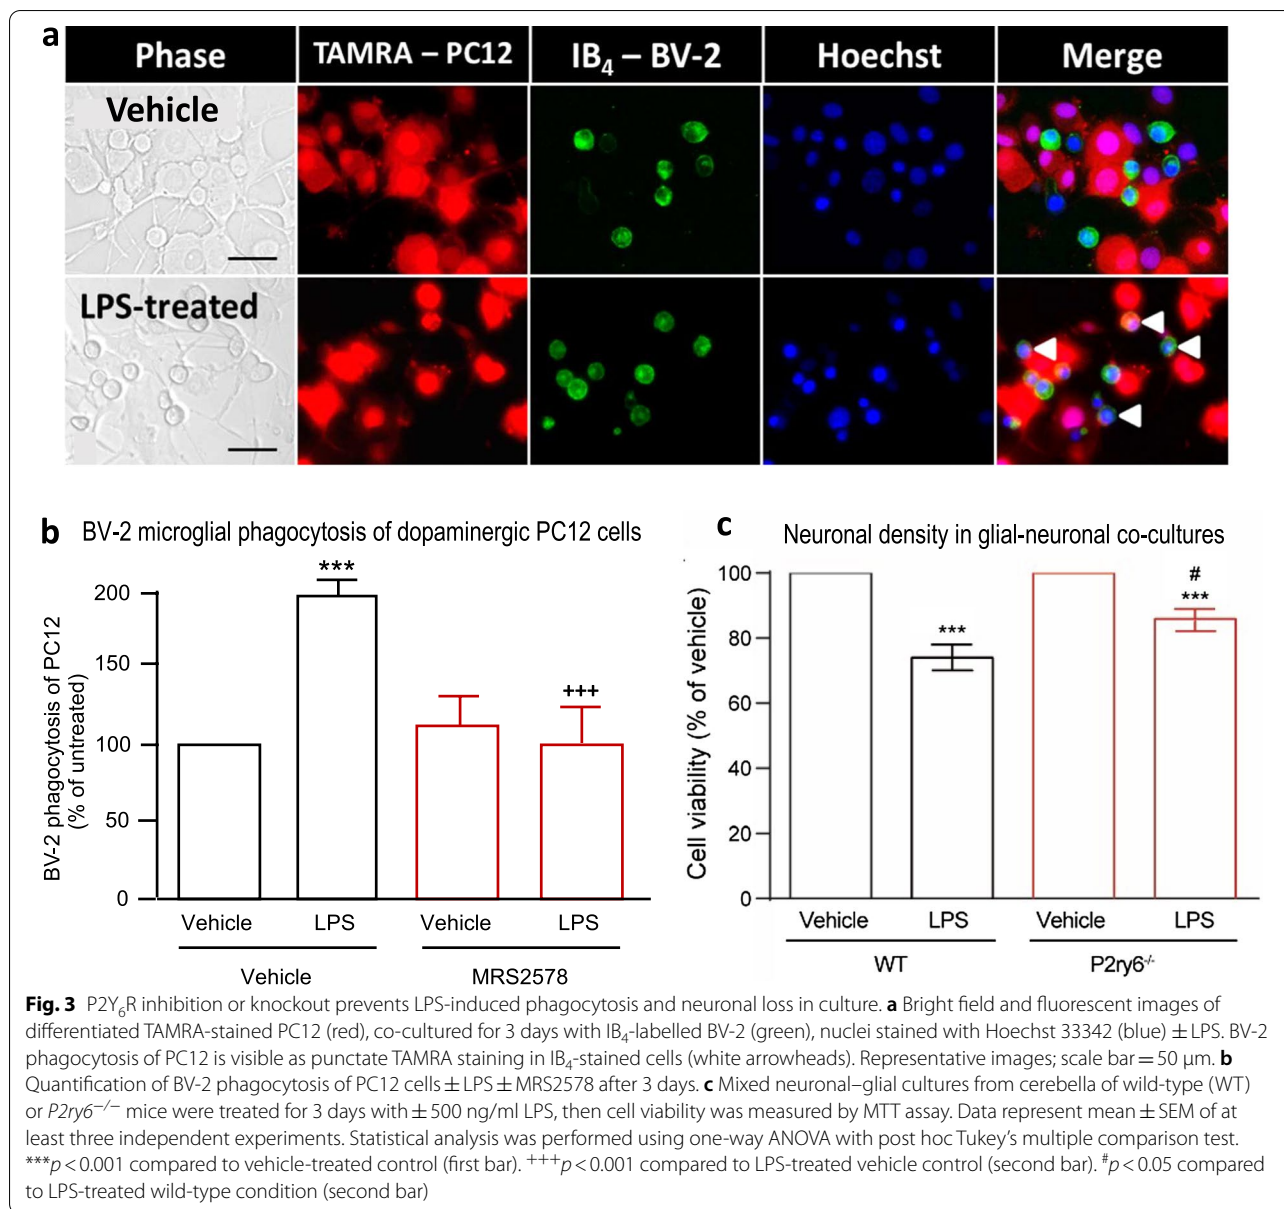 a
Phase TAMRA – PC12 IB4 – BV-2 Hoechst Merge
Vehicle
LPS-treated
b BV-2 microglial phagocytosis of dopaminergic PC12 cells
BV-2 phagocytosis of PC12
(% of untreated)
200
150
100
50
0
***
+++
Vehicle LPS Vehicle LPS
Vehicle MRS2578
c Neuronal density in glial-neuronal co-cultures
Cell viability (% of vehicle)
100
80
60
40
20
0
***
#
***
Vehicle LPS Vehicle LPS
WT P2ry6-/-
Fig. 3 P2Y6R inhibition or knockout prevents LPS-induced phagocytosis and neuronal loss in culture. a Bright field and fluorescent images of
differentiated TAMRA-stained PC12 (red), co-cultured for 3 days with IB4-labelled BV-2 (green), nuclei stained with Hoechst 33342 (blue) ± LPS. BV-2
phagocytosis of PC12 is visible as punctate TAMRA staining in IB4-stained cells (white arrowheads). Representative images; scale bar = 50 µm. b
Quantification of BV-2 phagocytosis of PC12 cells ± LPS ± MRS2578 after 3 days. c Mixed neuronal–glial cultures from cerebella of wild-type (WT)
or P2ry6−/− mice were treated for 3 days with ± 500 ng/ml LPS, then cell viability was measured by MTT assay. Data represent mean ± SEM of at
least three independent experiments. Statistical analysis was performed using one-way ANOVA with post hoc Tukey's multiple comparison test.
***p < 0.001 compared to vehicle-treated control (first bar). +++p < 0.001 compared to LPS-treated vehicle control (second bar). #p < 0.05 compared
to LPS-treated wild-type condition (second bar)